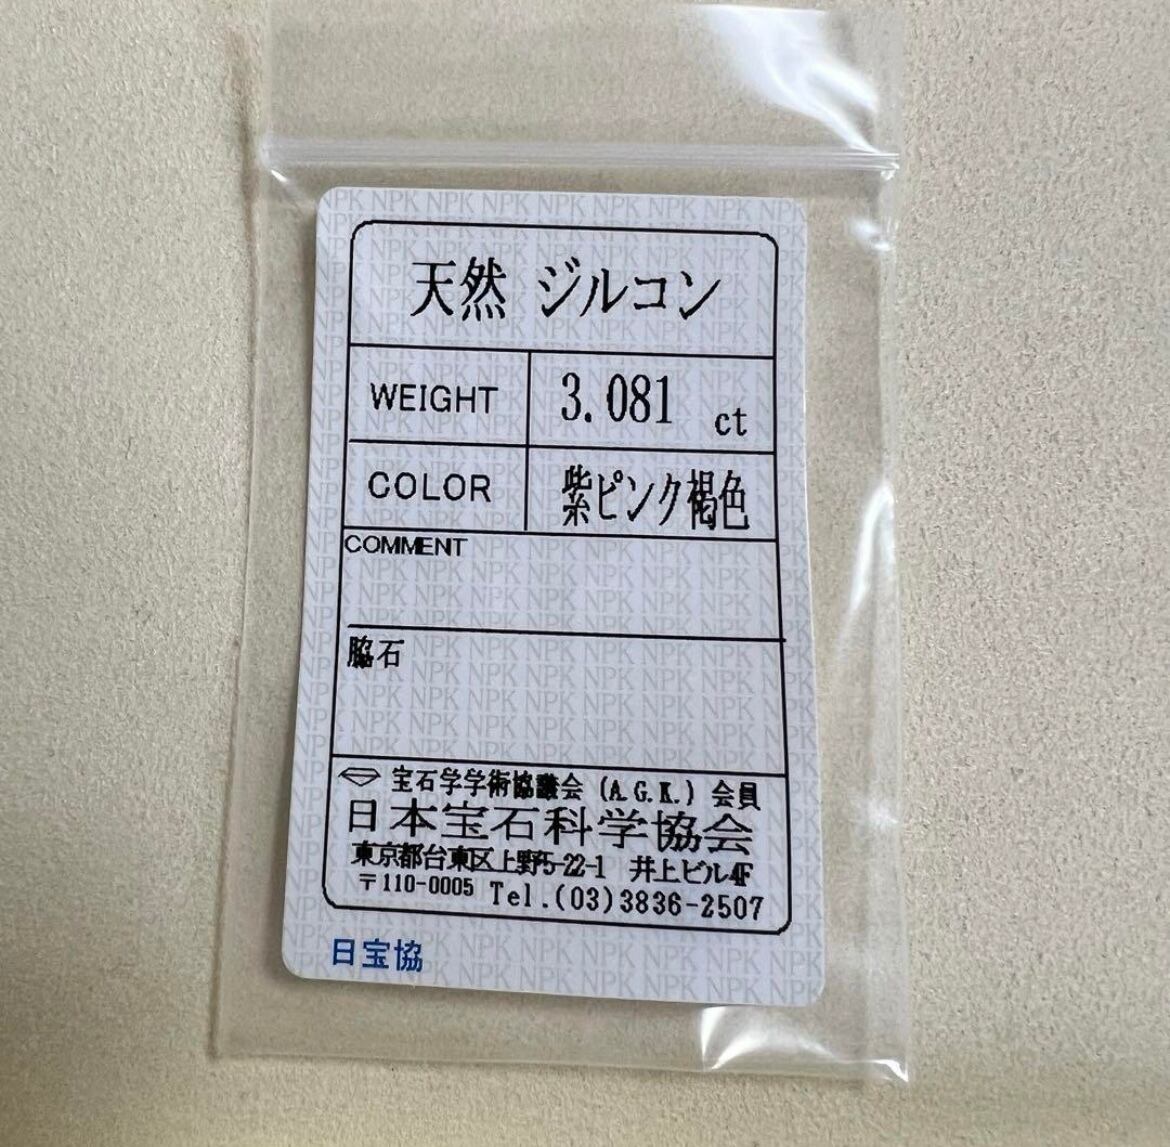 天然 ジルコン
WEIGHT 3.081 ct
COLOR 紫ピンク褐色
COMMENT
脇石
宝石学学術協議会 (A.G.K.) 会員
日本宝石科学協会
東京都台東区上野5-22-1 井上ビル4F
〒110-0005 Tel.(03)3836-2507
日宝協